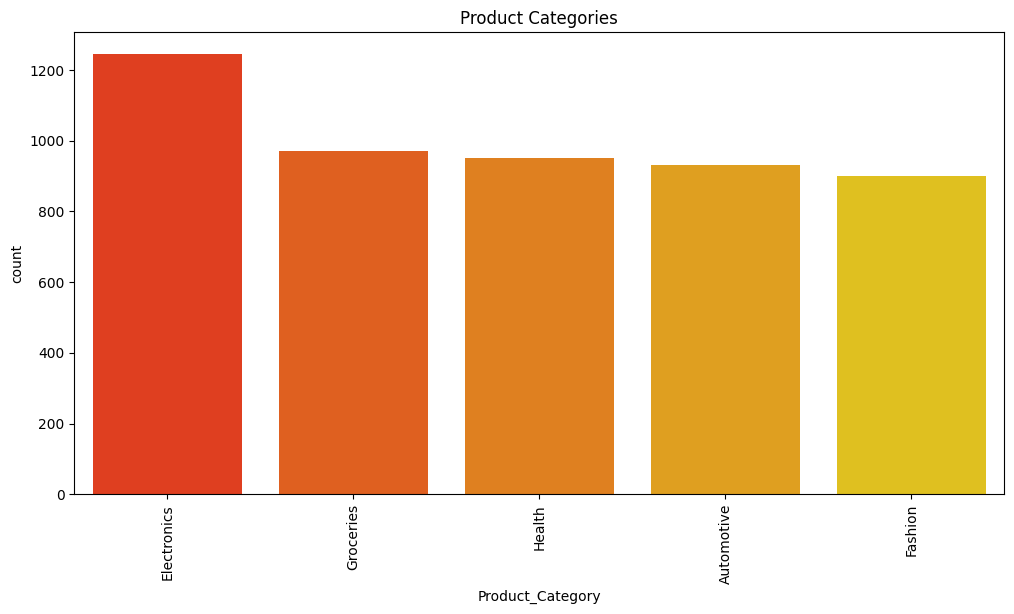 Product Categories
count
1200
1000
800
600
400
200
0
Electronics
Groceries
Health
Automotive
Fashion
Product_Category